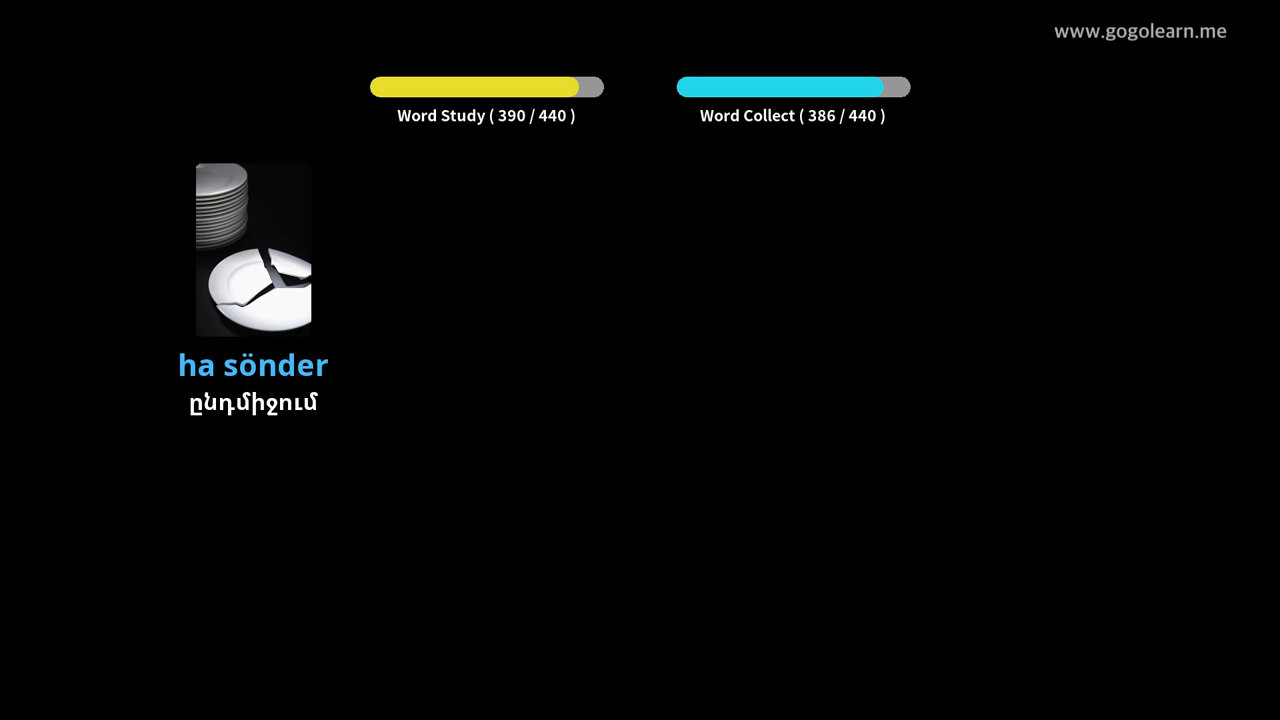 www.gogolearn.me
Word Study ( 390 / 440 )
Word Collect ( 386 / 440 )
ha sönder
ընդմիջում